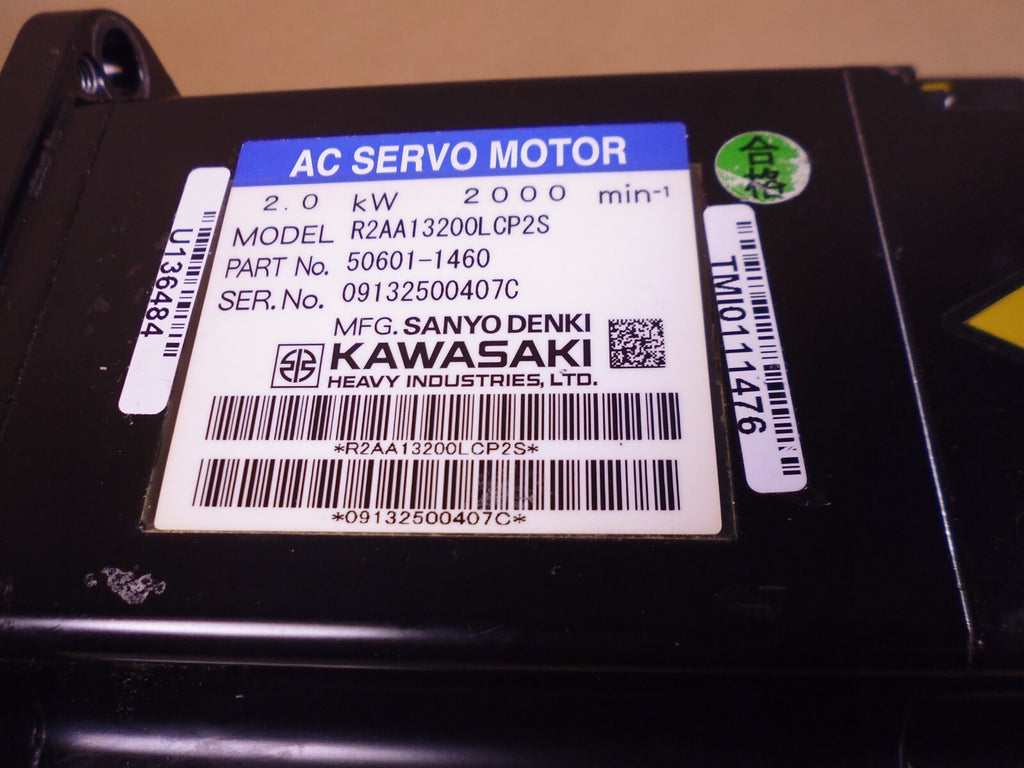 AC SERVO MOTOR
2.0 kW 2000 min-1
MODEL R2AA13200LCP2S
PART No. 50601-1460
SER.No. 09132500407C
MFG. SANYO DENKI
KAWASAKI
HEAVY INDUSTRIES, LTD.
*R2AA13200LCP2S*
*09132500407C*
U136484
TMI0111476
合格